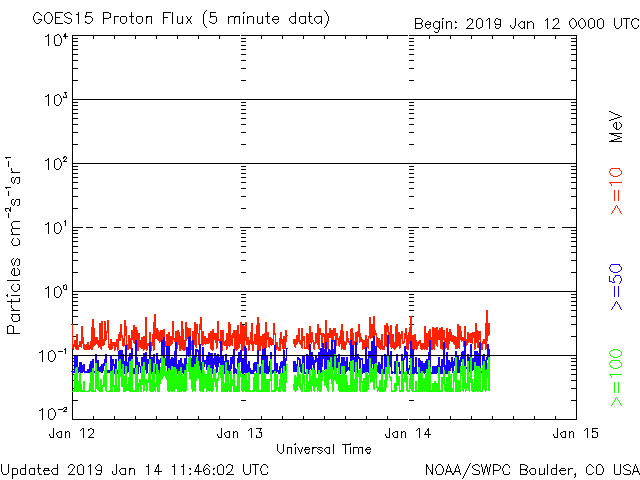 GOES15 Proton Flux (5 minute data)
Begin: 2019 Jan 12 0000 UTC
10⁴
10³
10²
10¹
10⁰
10⁻¹
10⁻²
Particles cm⁻²s⁻¹sr⁻¹
MeV
>=10
>=50
>=100
Jan 12
Jan 13
Jan 14
Jan 15
Universal Time
Updated 2019 Jan 14 11:46:02 UTC
NOAA/SWPC Boulder, CO USA